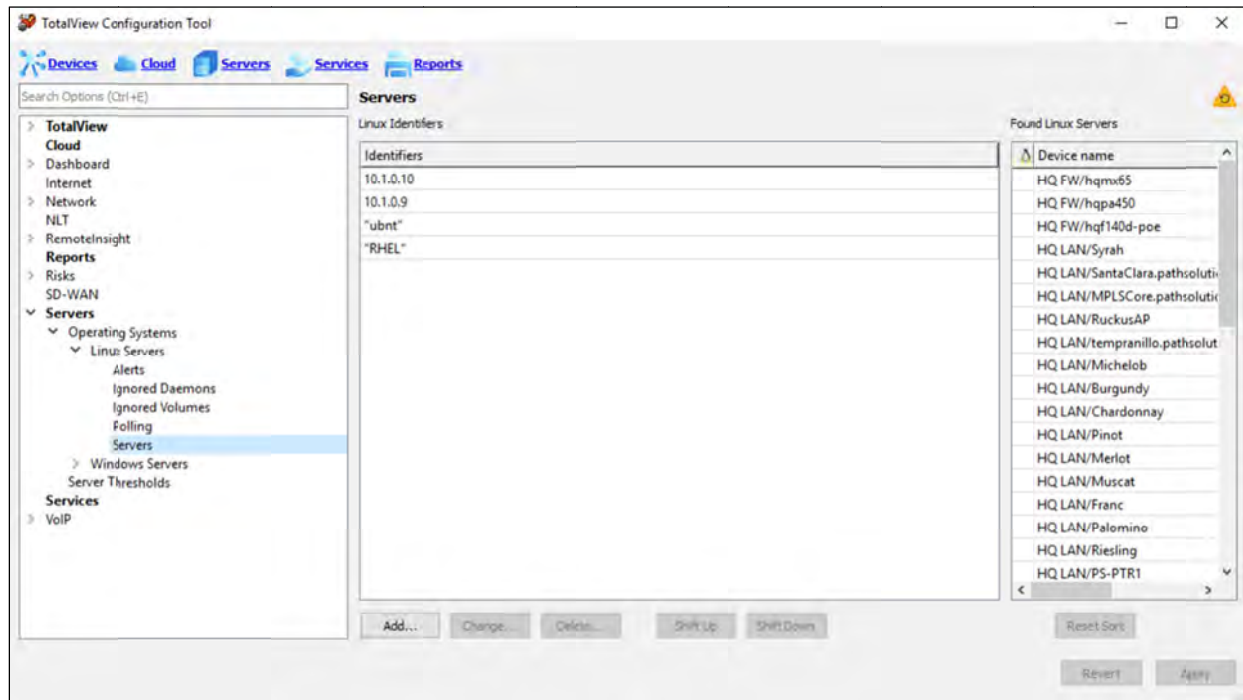 TotalView Configuration Tool
Devices Cloud Servers Services Reports
Search Options (Ctrl+E)
TotalView
Cloud
Dashboard
Internet
Network
NLT
RemoteInsight
Reports
Risks
SD-WAN
Servers
Operating Systems
Linux Servers
Alerts
Ignored Daemons
Ignored Volumes
Polling
Servers
Windows Servers
Server Thresholds
Services
VoIP
Servers
Linux Identifiers
Identifiers
10.1.0.10
10.1.0.9
"ubnt"
"RHEL"
Add... Change... Delete... Shift Up Shift Down
Found Linux Servers
Device name
HQ FW/hqmx65
HQ FW/hqpa450
HQ FW/hqf140d-poe
HQ LAN/Syrah
HQ LAN/SantaClara.pathsoluti
HQ LAN/MPLSCore.pathsolutic
HQ LAN/RuckusAP
HQ LAN/tempranillo.pathsolut
HQ LAN/Michelob
HQ LAN/Burgundy
HQ LAN/Chardonnay
HQ LAN/Pinot
HQ LAN/Merlot
HQ LAN/Muscat
HQ LAN/Franc
HQ LAN/Palomino
HQ LAN/Riesling
HQ LAN/PS-PTR1
Reset Sort
Revert Apply